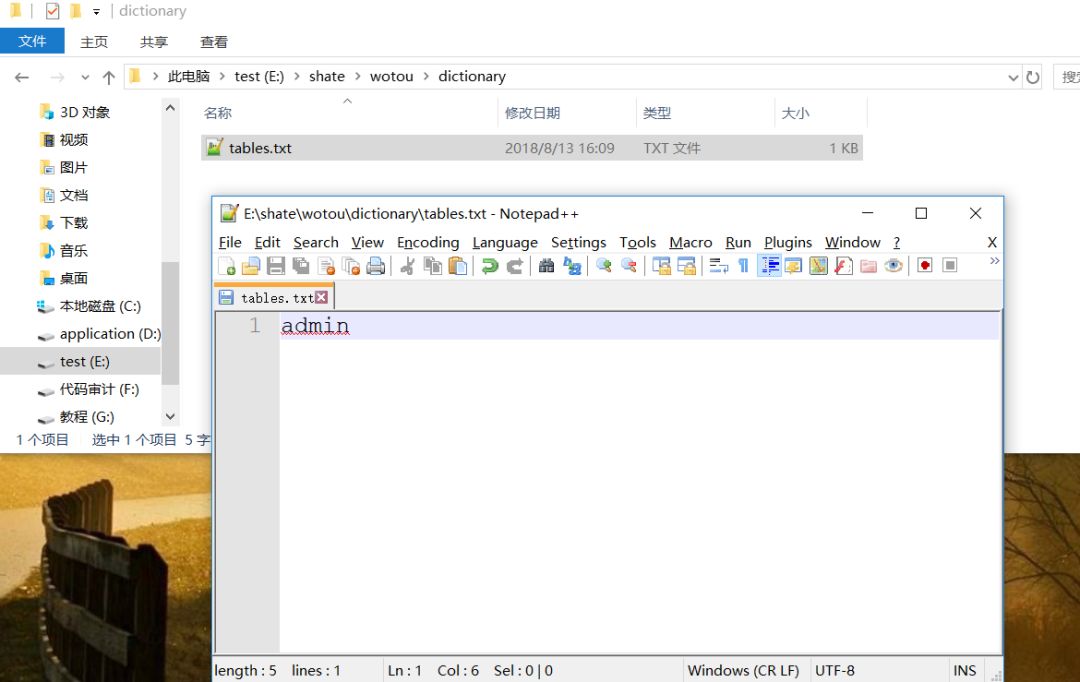 dictionary
文件 主页 共享 查看
此电脑 test (E:) shate wotou dictionary 搜索
3D 对象 名称 修改日期 类型 大小
视频 tables.txt 2018/8/13 16:09 TXT 文件 1 KB
图片
文档
下载
音乐
桌面
本地磁盘 (C:)
application (D:)
test (E:)
代码审计 (F:)
教程 (G:)
1 个项目 选中 1 个项目 5 字
E:\shate\wotou\dictionary\tables.txt - Notepad++
File Edit Search View Encoding Language Settings Tools Macro Run Plugins Window ? X
tables.txt
1 admin
length : 5 lines : 1 Ln : 1 Col : 6 Sel : 0 | 0 Windows (CR LF) UTF-8 INS